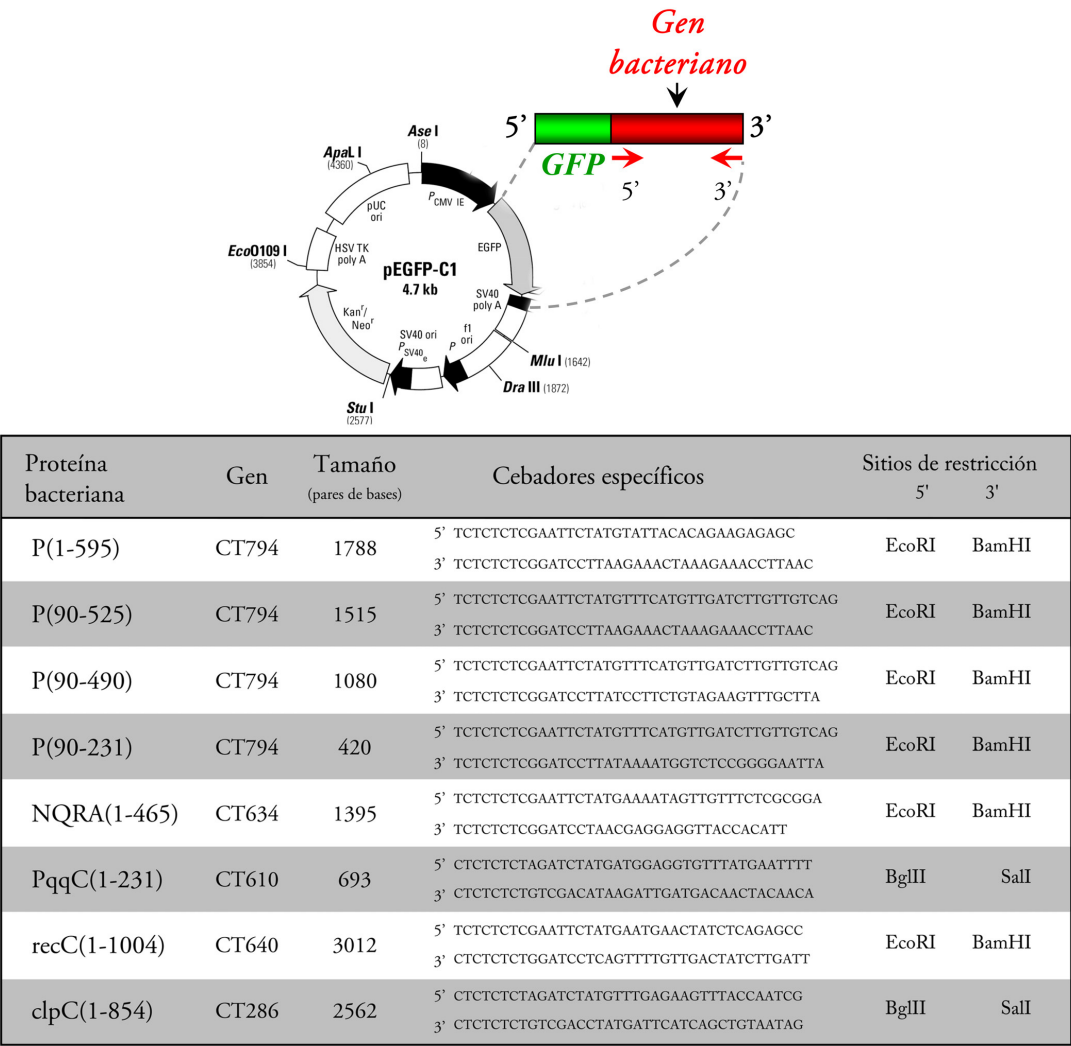 Gen
bacteriano
5’
3’
GFP
5’
3’
Ase I
(8)
ApaL I
(4360)
PCMV IE
pUC
ori
EcoO109 I
(3854)
HSV TK
poly A
EGFP
pEGFP-C1
4.7 kb
SV40
poly A
Kanr/
Neor
SV40 ori
PSV40e
P
f1
ori
Mlu I (1642)
Dra III (1872)
Stu I
(2577)
Proteína
bacteriana
Gen
Tamaño
(pares de bases)
Cebadores específicos
Sitios de restricción
5' 3'
P(1-595) CT794 1788
5’ TCTCTCTCGAATTCTATGTATTACACAGAAGAGAGC
3’ TCTCTCTCGGATCCTTAAGAAACTAAAGAAACCTTAAC
EcoRI BamHI
P(90-525) CT794 1515
5’ TCTCTCTCGAATTCTATGTTTCATGTTGATCTTGTTGTCAG
3’ TCTCTCTCGGATCCTTAAGAAACTAAAGAAACCTTAAC
EcoRI BamHI
P(90-490) CT794 1080
5’ TCTCTCTCGAATTCTATGTTTCATGTTGATCTTGTTGTCAG
3’ TCTCTCTCGGATCCTTATCCTTCTGTAGAAGTTTGCTTA
EcoRI BamHI
P(90-231) CT794 420
5’ TCTCTCTCGAATTCTATGTTTCATGTTGATCTTGTTGTCAG
3’ TCTCTCTCGGATCCTTATAAAATGGTCTCCGGGGAATTA
EcoRI BamHI
NQRA(1-465) CT634 1395
5’ TCTCTCTCGAATTCTATGAAAATAGTTGTTTCTCGCGGA
3’ TCTCTCTCGGATCCTAACGAGGAGGTTACCACATT
EcoRI BamHI
PqqC(1-231) CT610 693
5’ CTCTCTCTAGATCTATGATGGAGGTGTTTATGAATTTT
3’ CTCTCTCTGTCGACATAAGATTGATGACAACTACAACA
BglII SalI
recC(1-1004) CT640 3012
5’ TCTCTCTCGAATTCTATGAATGAACTATCTCAGAGCC
3’ CTCTCTCTGGATCCTCAGTTTTGTTGACTATCTTGATT
EcoRI BamHI
clpC(1-854) CT286 2562
5’ CTCTCTCTAGATCTATGTTTGAGAAGTTTACCAATCG
3’ CTCTCTCTGTCGACCTATGATTCATCAGCTGTAATAG
BglII SalI